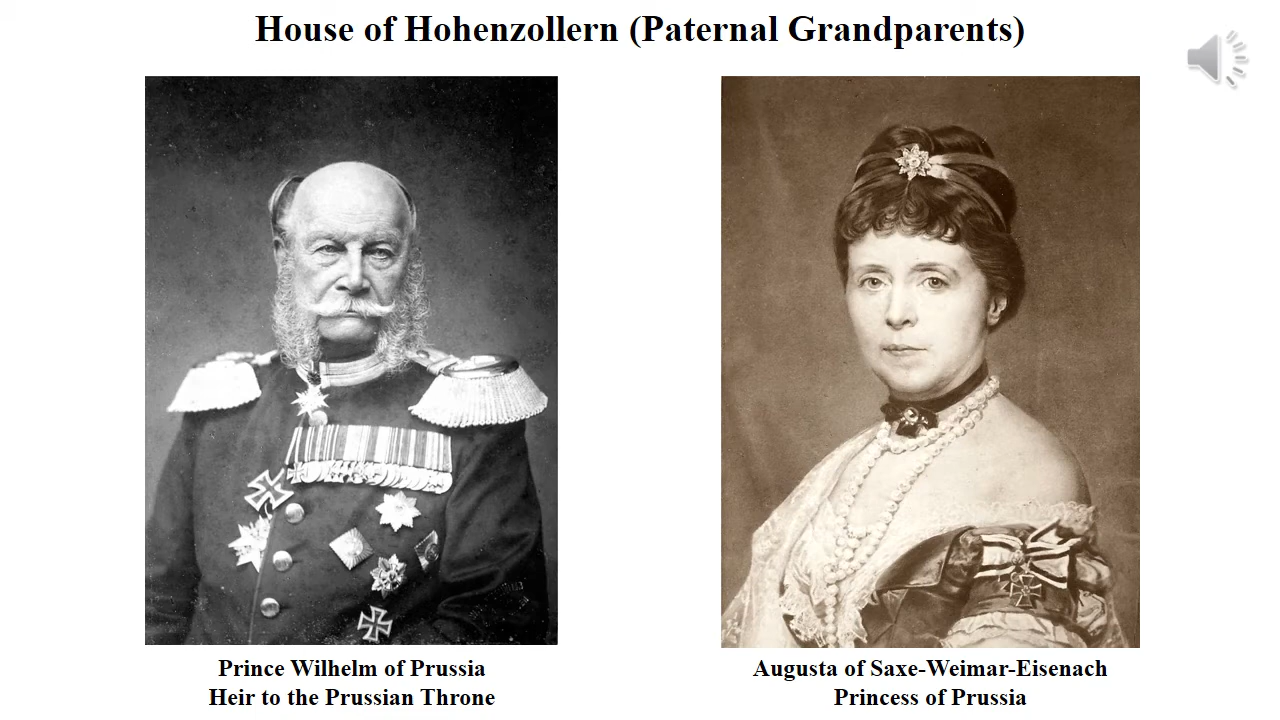 House of Hohenzollern (Paternal Grandparents)
Prince Wilhelm of Prussia
Heir to the Prussian Throne
Augusta of Saxe-Weimar-Eisenach
Princess of Prussia